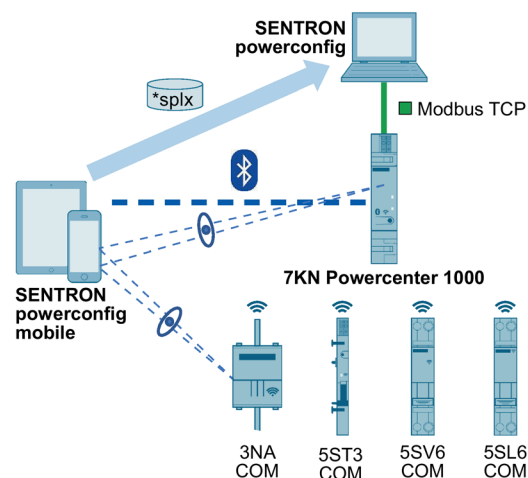 SENTRON
powerconfig
*splx
Modbus TCP
7KN Powercenter 1000
SENTRON
powerconfig
mobile
3NA
COM
5ST3
COM
5SV6
COM
5SL6
COM